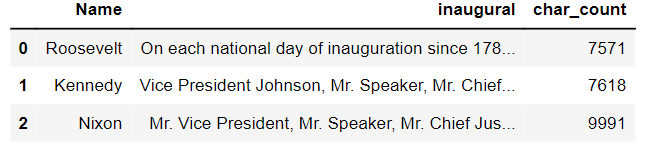 Name inaugural char_count
0 Roosevelt On each national day of inauguration since 178... 7571
1 Kennedy Vice President Johnson, Mr. Speaker, Mr. Chief... 7618
2 Nixon Mr. Vice President, Mr. Speaker, Mr. Chief Jus... 9991